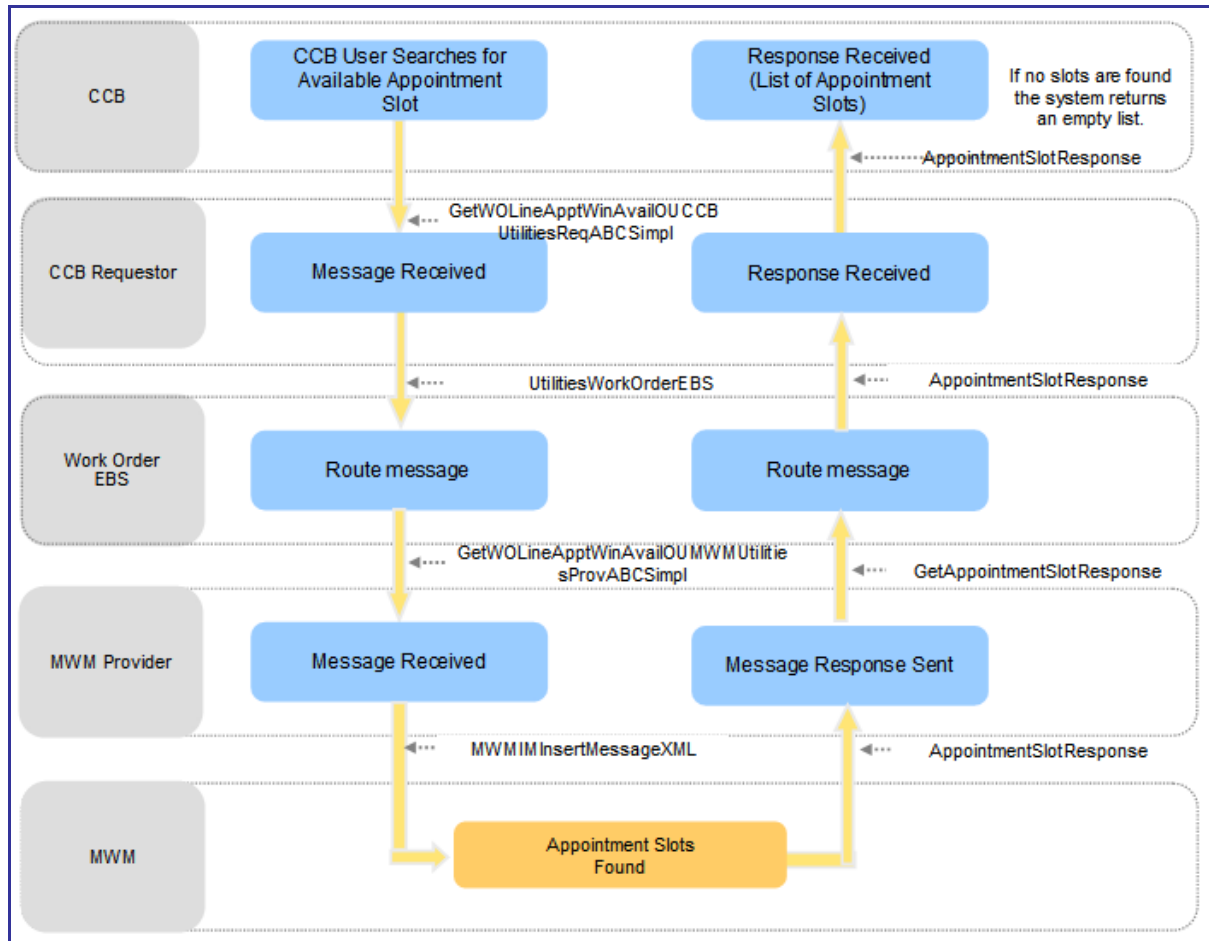 CCB
CCB User Searches for
Available Appointment
Slot
Response Received
(List of Appointment
Slots)
If no slots are found
the system returns
an empty list.
AppointmentSlotResponse
GetWOLineApptWinAvailOUCCB
UtilitiesReqABCSImpl
CCB Requestor
Message Received
Response Received
UtilitiesWorkOrderEBS
AppointmentSlotResponse
Work Order
EBS
Route message
Route message
GetWOLineApptWinAvailOUMWMUtilitie
sProvABCSImpl
GetAppointmentSlotResponse
MWM Provider
Message Received
Message Response Sent
MWMIMInsertMessageXML
AppointmentSlotResponse
MWM
Appointment Slots
Found